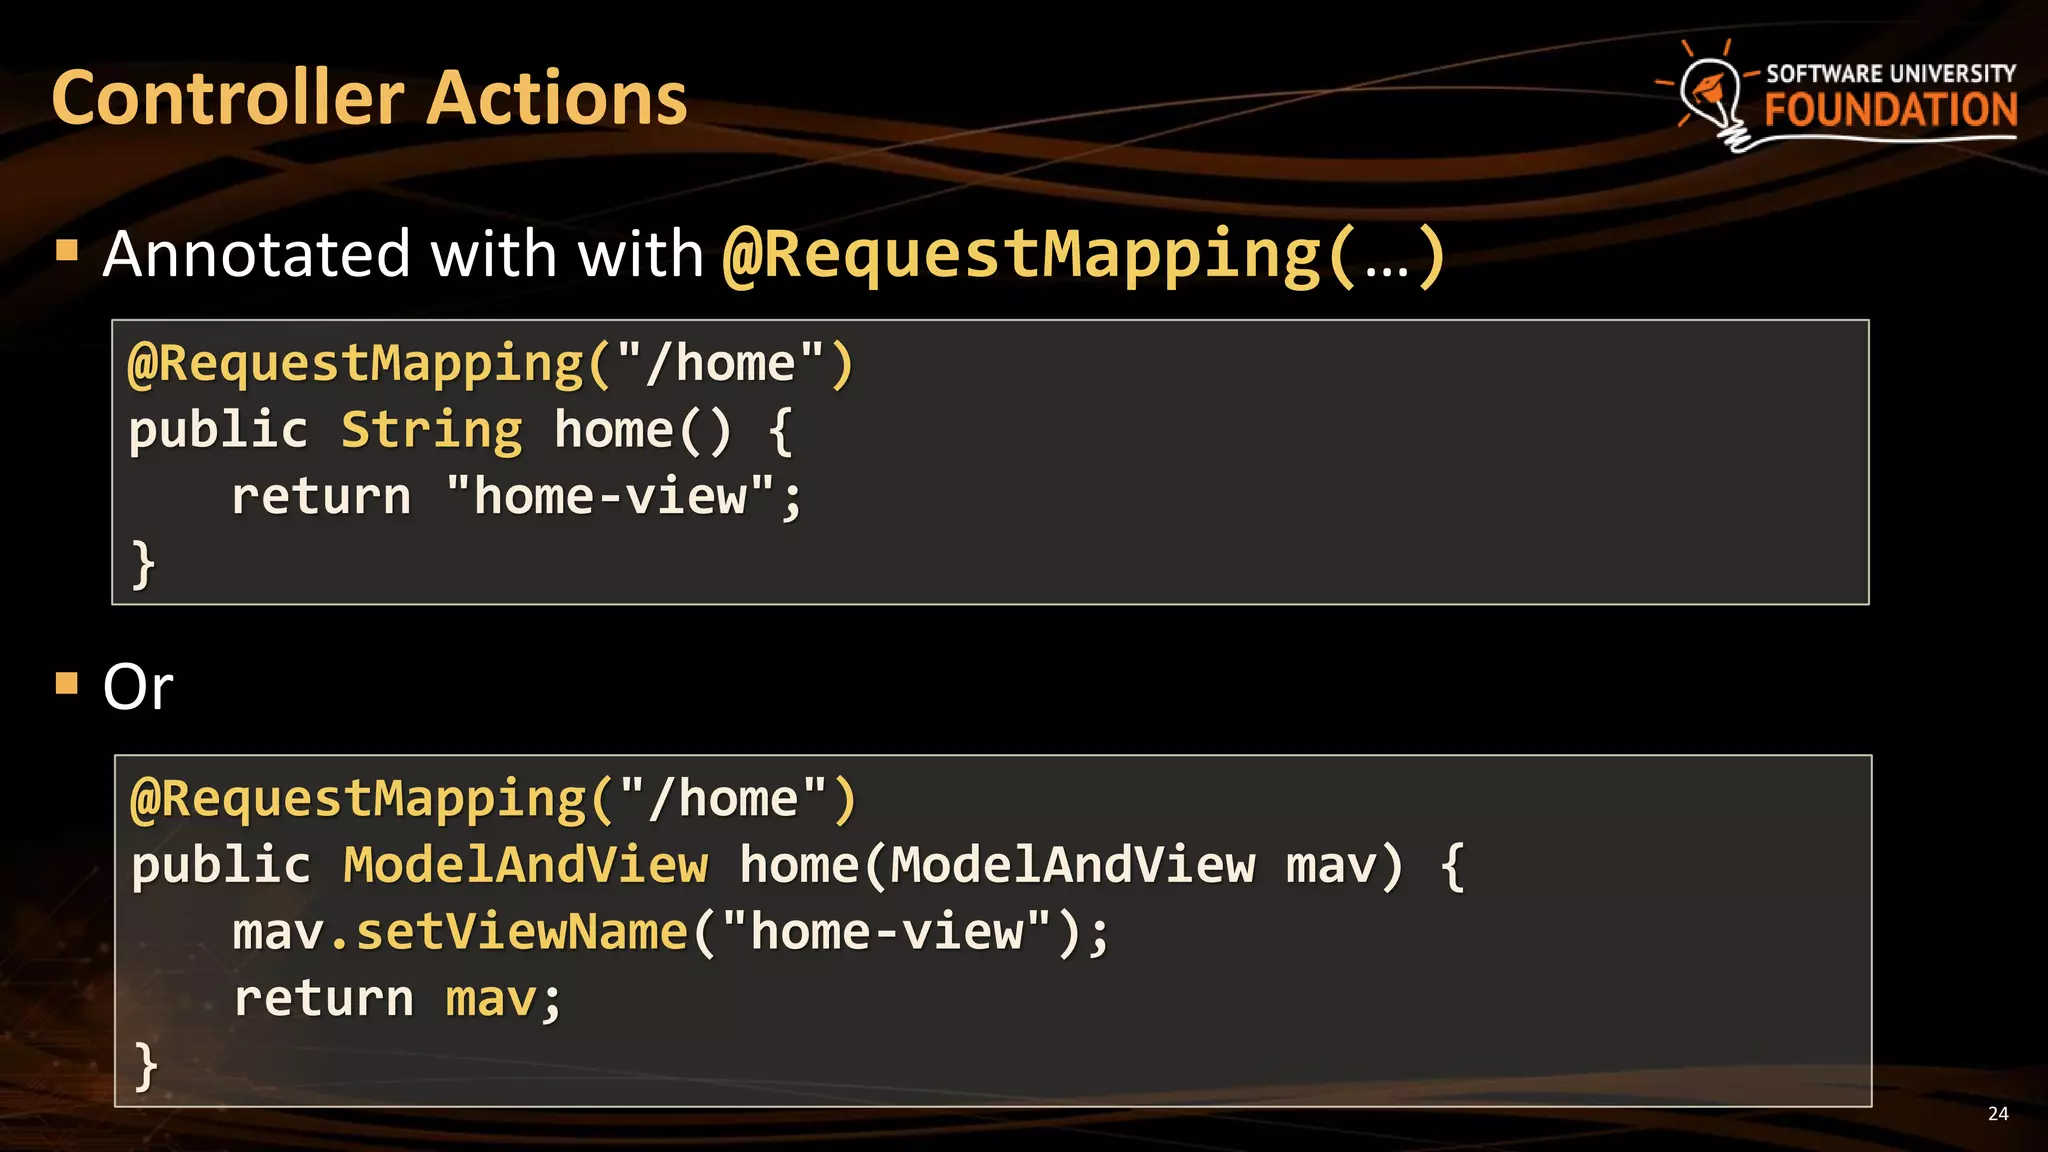 Controller Actions
SOFTWARE UNIVERSITY
FOUNDATION
Annotated with with @RequestMapping(…)
@RequestMapping("/home")
public String home() {
return "home-view";
}
Or
@RequestMapping("/home")
public ModelAndView home(ModelAndView mav) {
mav.setViewName("home-view");
return mav;
}
24